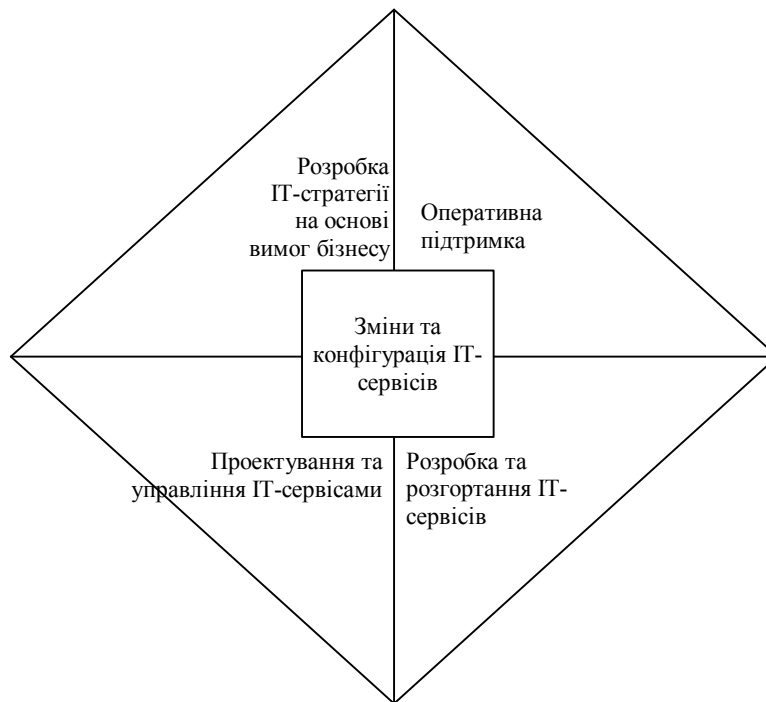 Розробка
ІТ-стратегії
на основі
вимог бізнесу
Оперативна
підтримка
Зміни та
конфігурація ІТ-
сервісів
Проектування та
управління ІТ-сервісами
Розробка та
розгортання ІТ-
сервісів